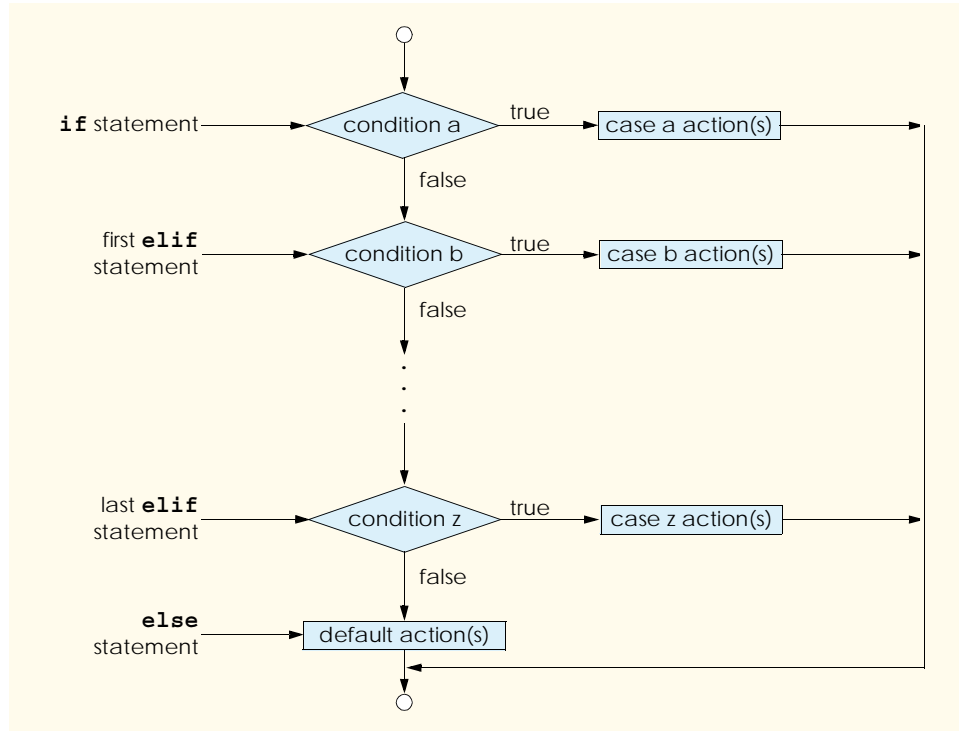 if statement
condition a
true
case a action(s)
false
first elif
statement
condition b
true
case b action(s)
false
last elif
statement
condition z
true
case z action(s)
false
else
statement
default action(s)